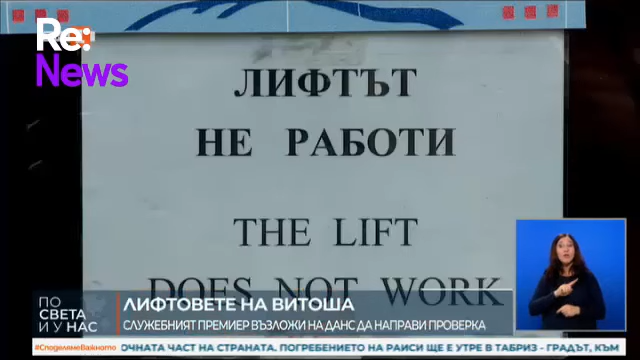 Re:
News
ЛИФТЪТ
НЕ РАБОТИ
THE LIFT
DOES NOT WORK
ПО
СВЕТА
И У НАС
ЛИФТОВЕТЕ НА ВИТОША
СЛУЖЕБНИЯТ ПРЕМИЕР ВЪЗЛОЖИ НА ДАНС ДА НАПРАВИ ПРОВЕРКА
#СподелямеВажното
ОЧНАТА ЧАСТ НА СТРАНАТА. ПОГРЕБЕНИЕТО НА РАИСИ ЩЕ Е УТРЕ В ТАБРИЗ - ГРАДЪТ, КЪМ